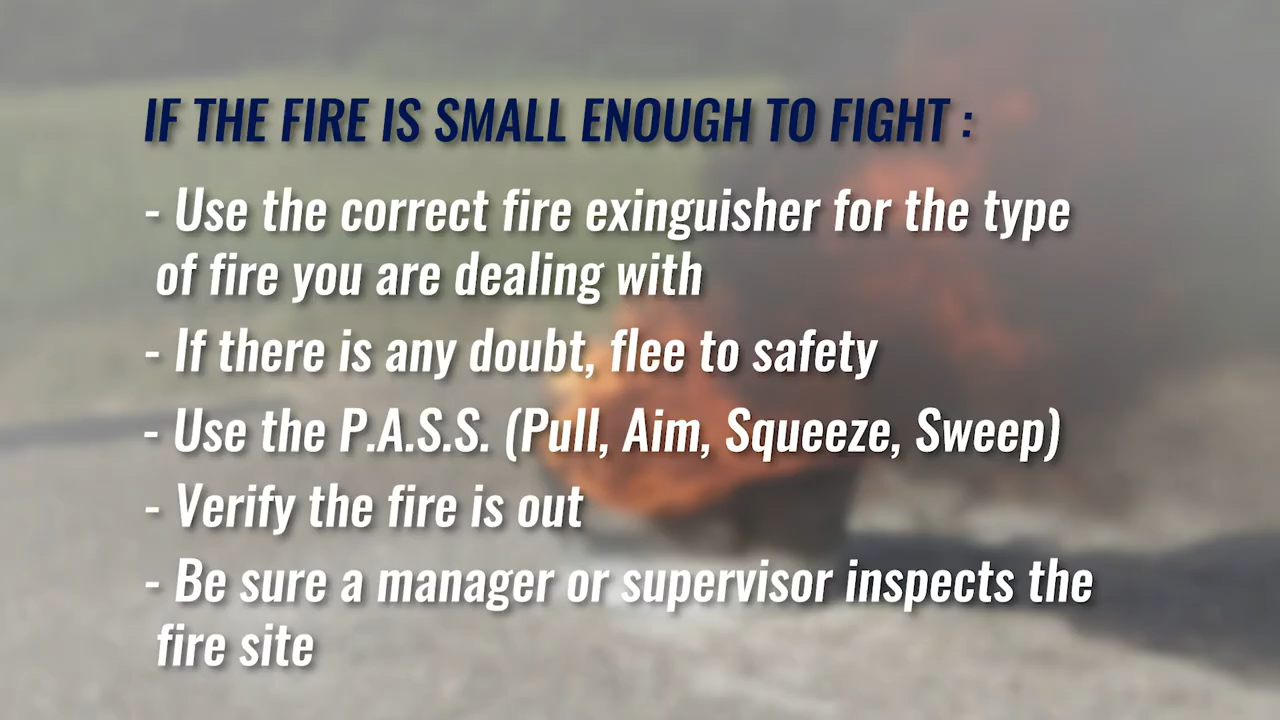 IF THE FIRE IS SMALL ENOUGH TO FIGHT :
- Use the correct fire exinguisher for the type
of fire you are dealing with
- If there is any doubt, flee to safety
- Use the P.A.S.S. (Pull, Aim, Squeeze, Sweep)
- Verify the fire is out
- Be sure a manager or supervisor inspects the
fire site